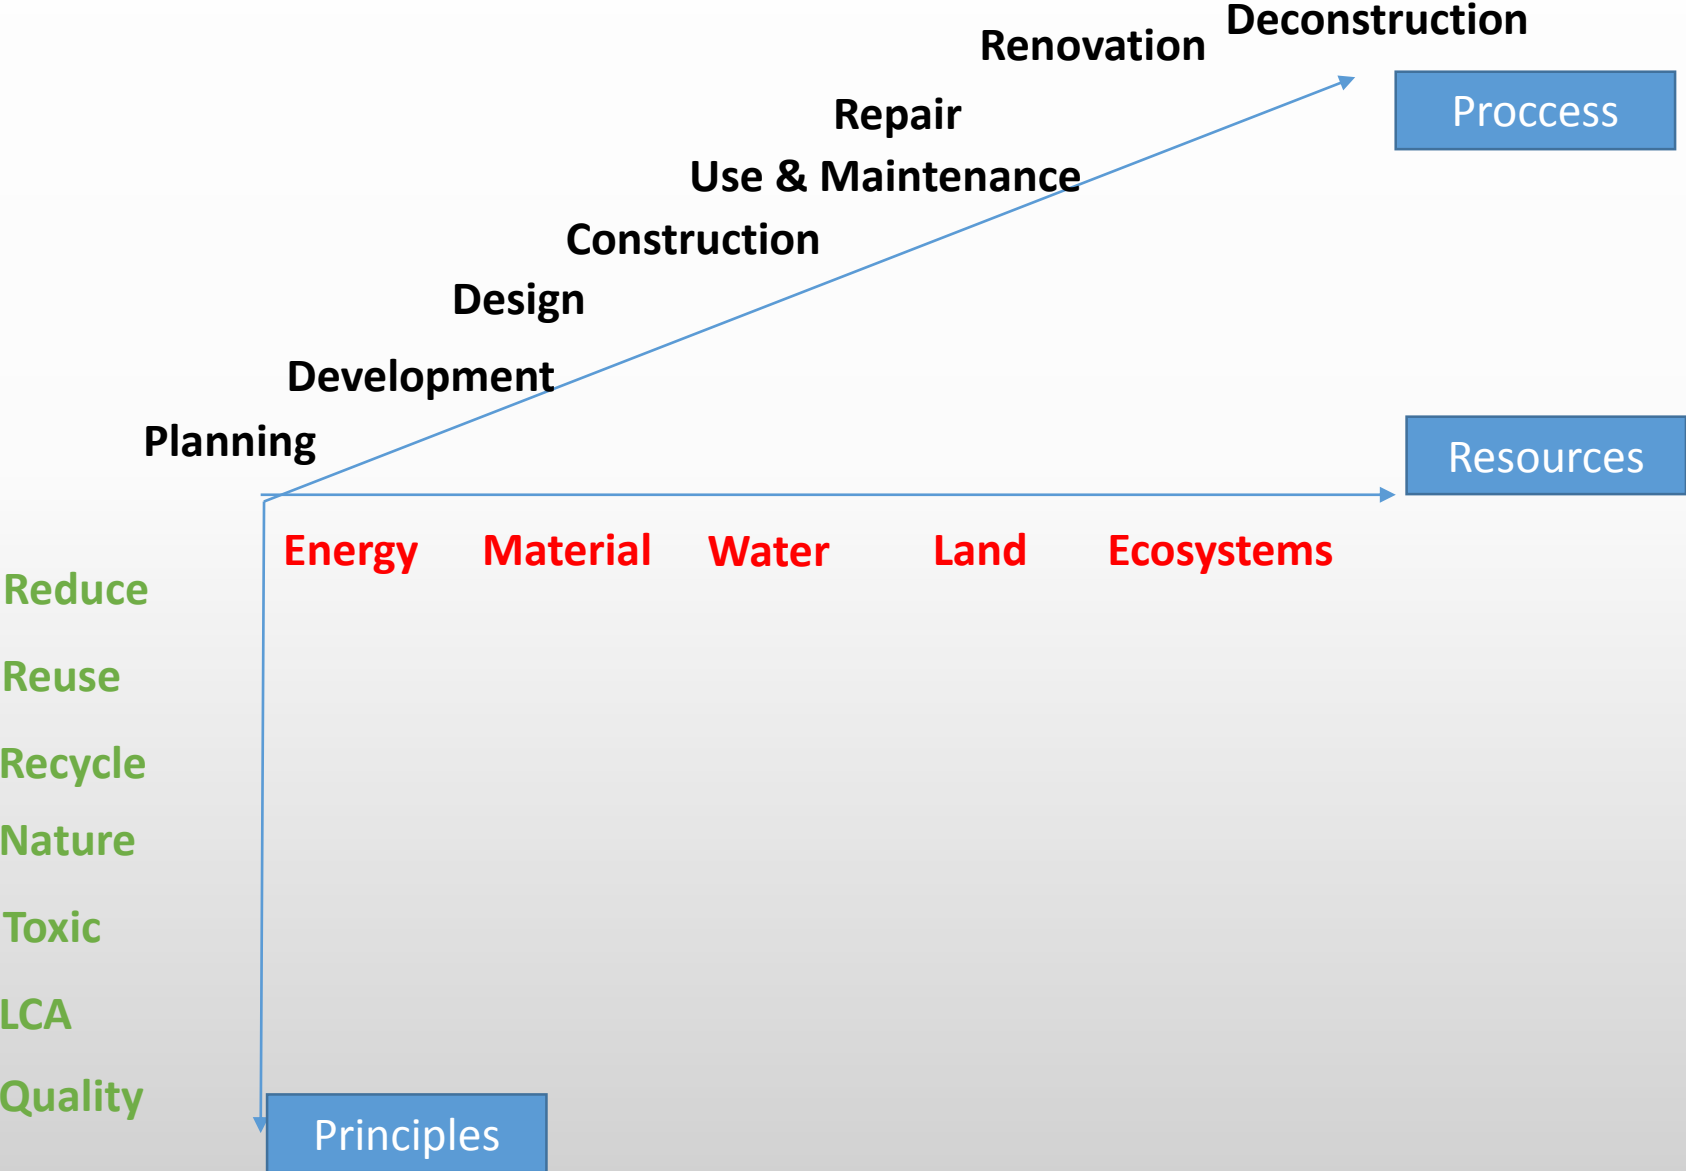 Deconstruction
Renovation
Proccess
Repair
Use & Maintenance
Construction
Design
Development
Planning
Resources
Energy Material Water Land Ecosystems
Reduce
Reuse
Recycle
Nature
Toxic
LCA
Quality
Principles